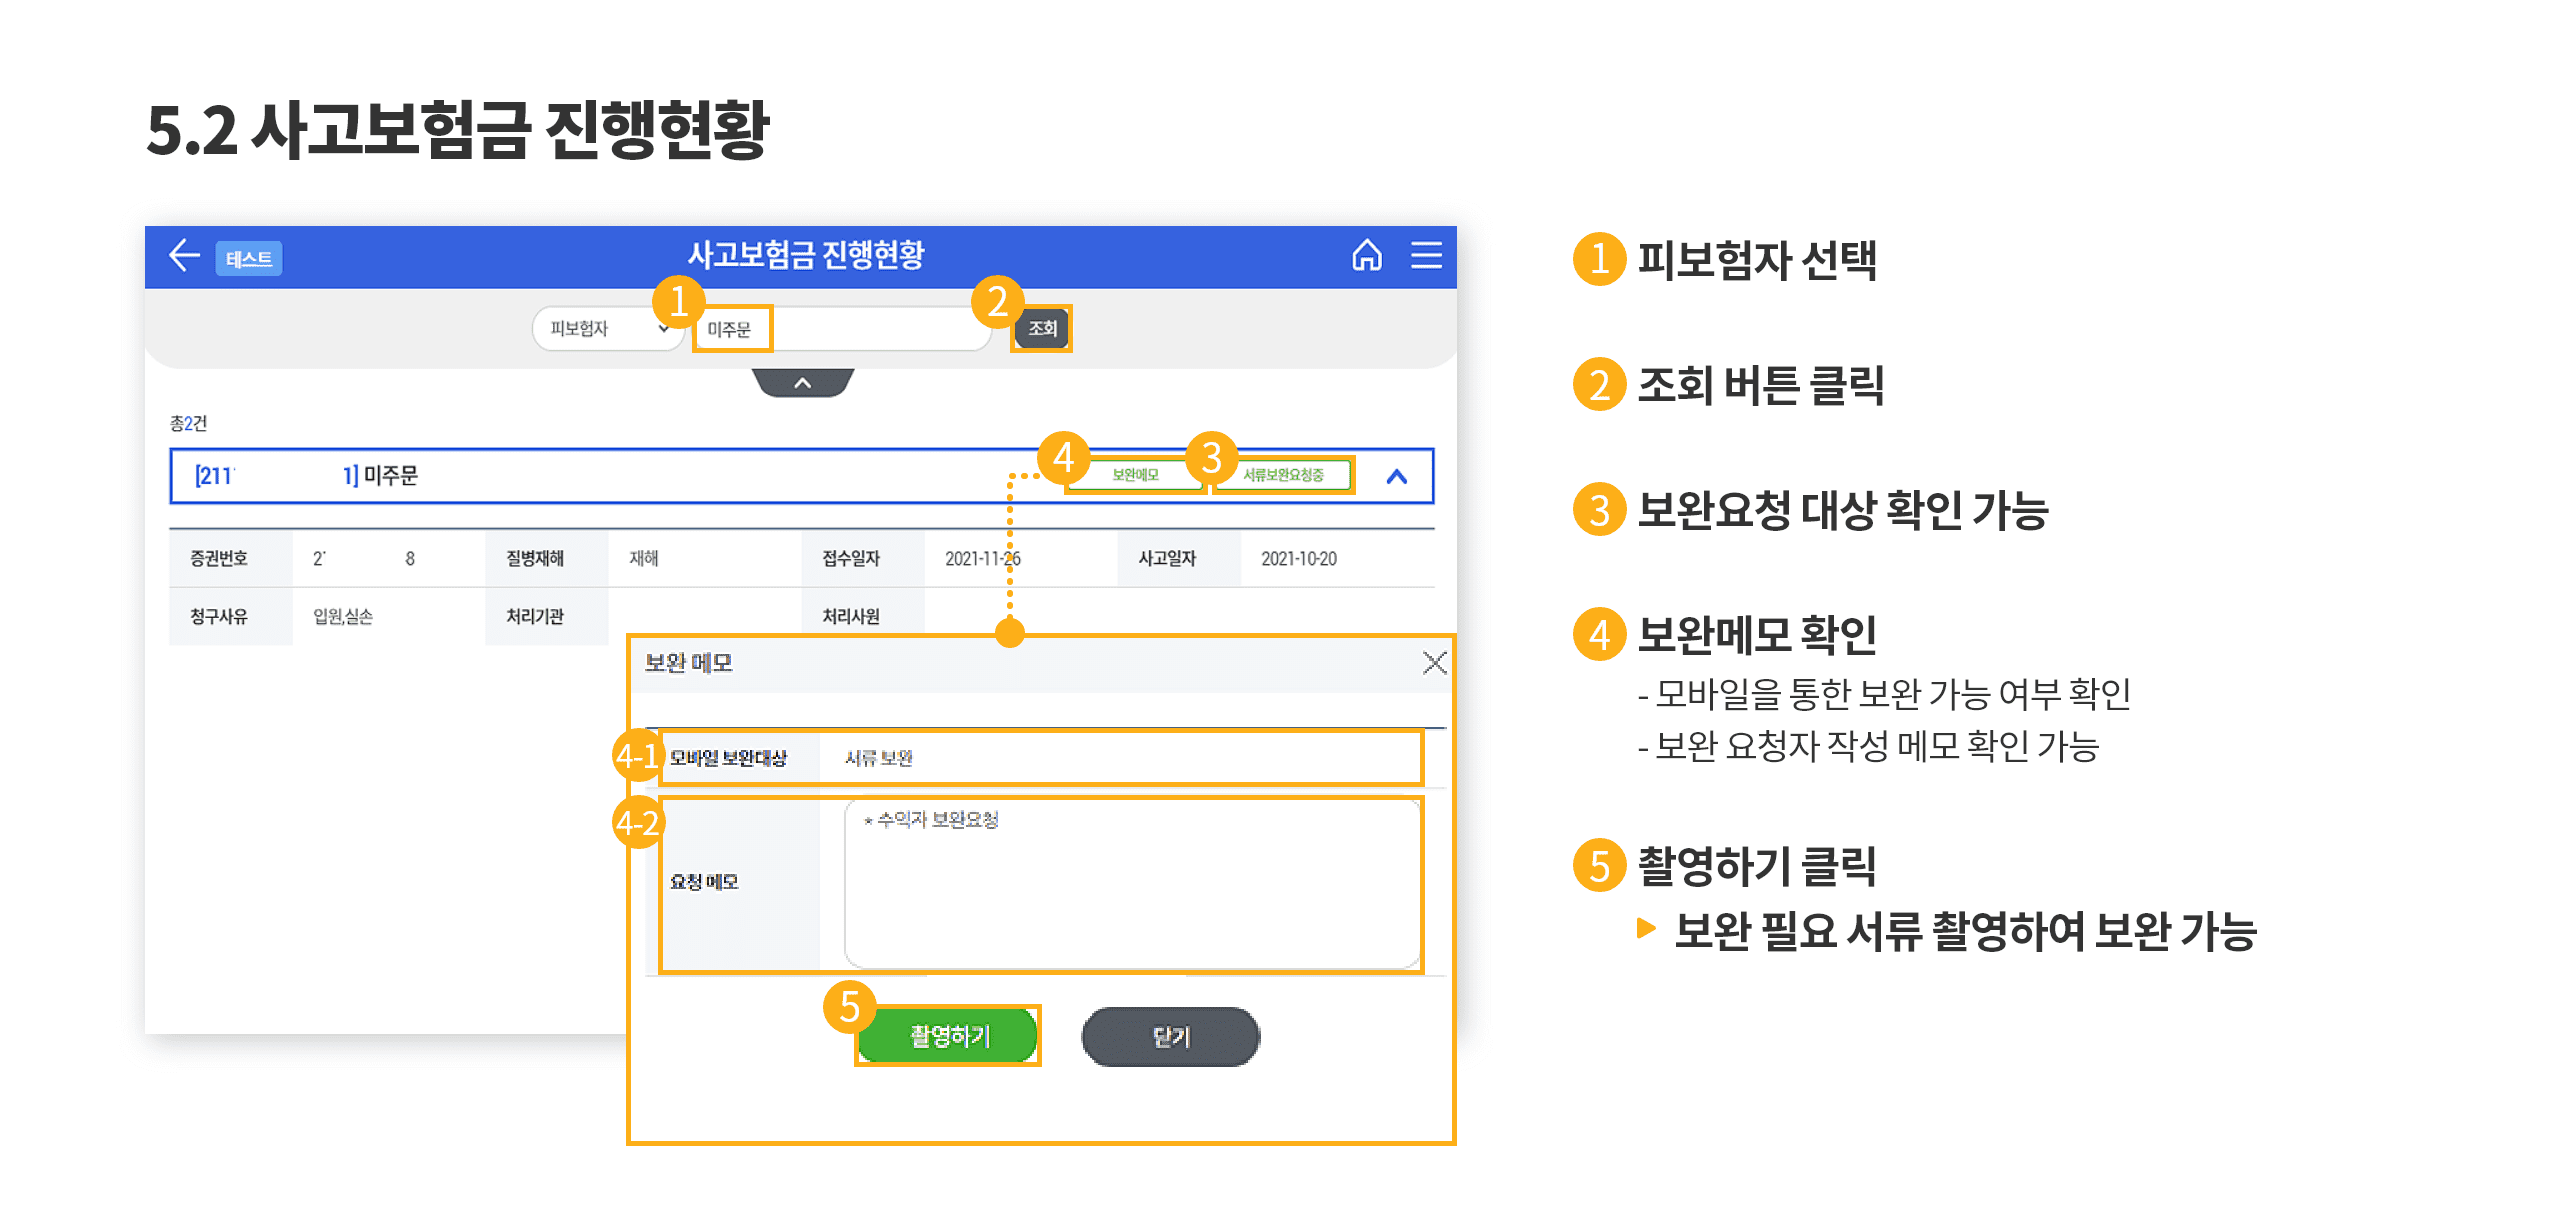 5.2 사고보험금 진행현황
테스트
사고보험금 진행현황
1
2
피보험자
미주문
조회
총2건
4
3
[211 1] 미주문
보완메모
서류보완요청중
증권번호 2 8 질병재해 재해 접수일자 2021-11-26 사고일자 2021-10-20
청구사유 입원,실손 처리기관 처리사원
보완 메모
4-1 모바일 보완대상 서류 보완
4-2
* 수익자 보완요청
요청 메모
5
촬영하기
닫기
1 피보험자 선택
2 조회 버튼 클릭
3 보완요청 대상 확인 가능
4 보완메모 확인
- 모바일을 통한 보완 가능 여부 확인
- 보완 요청자 작성 메모 확인 가능
5 촬영하기 클릭
보완 필요 서류 촬영하여 보완 가능